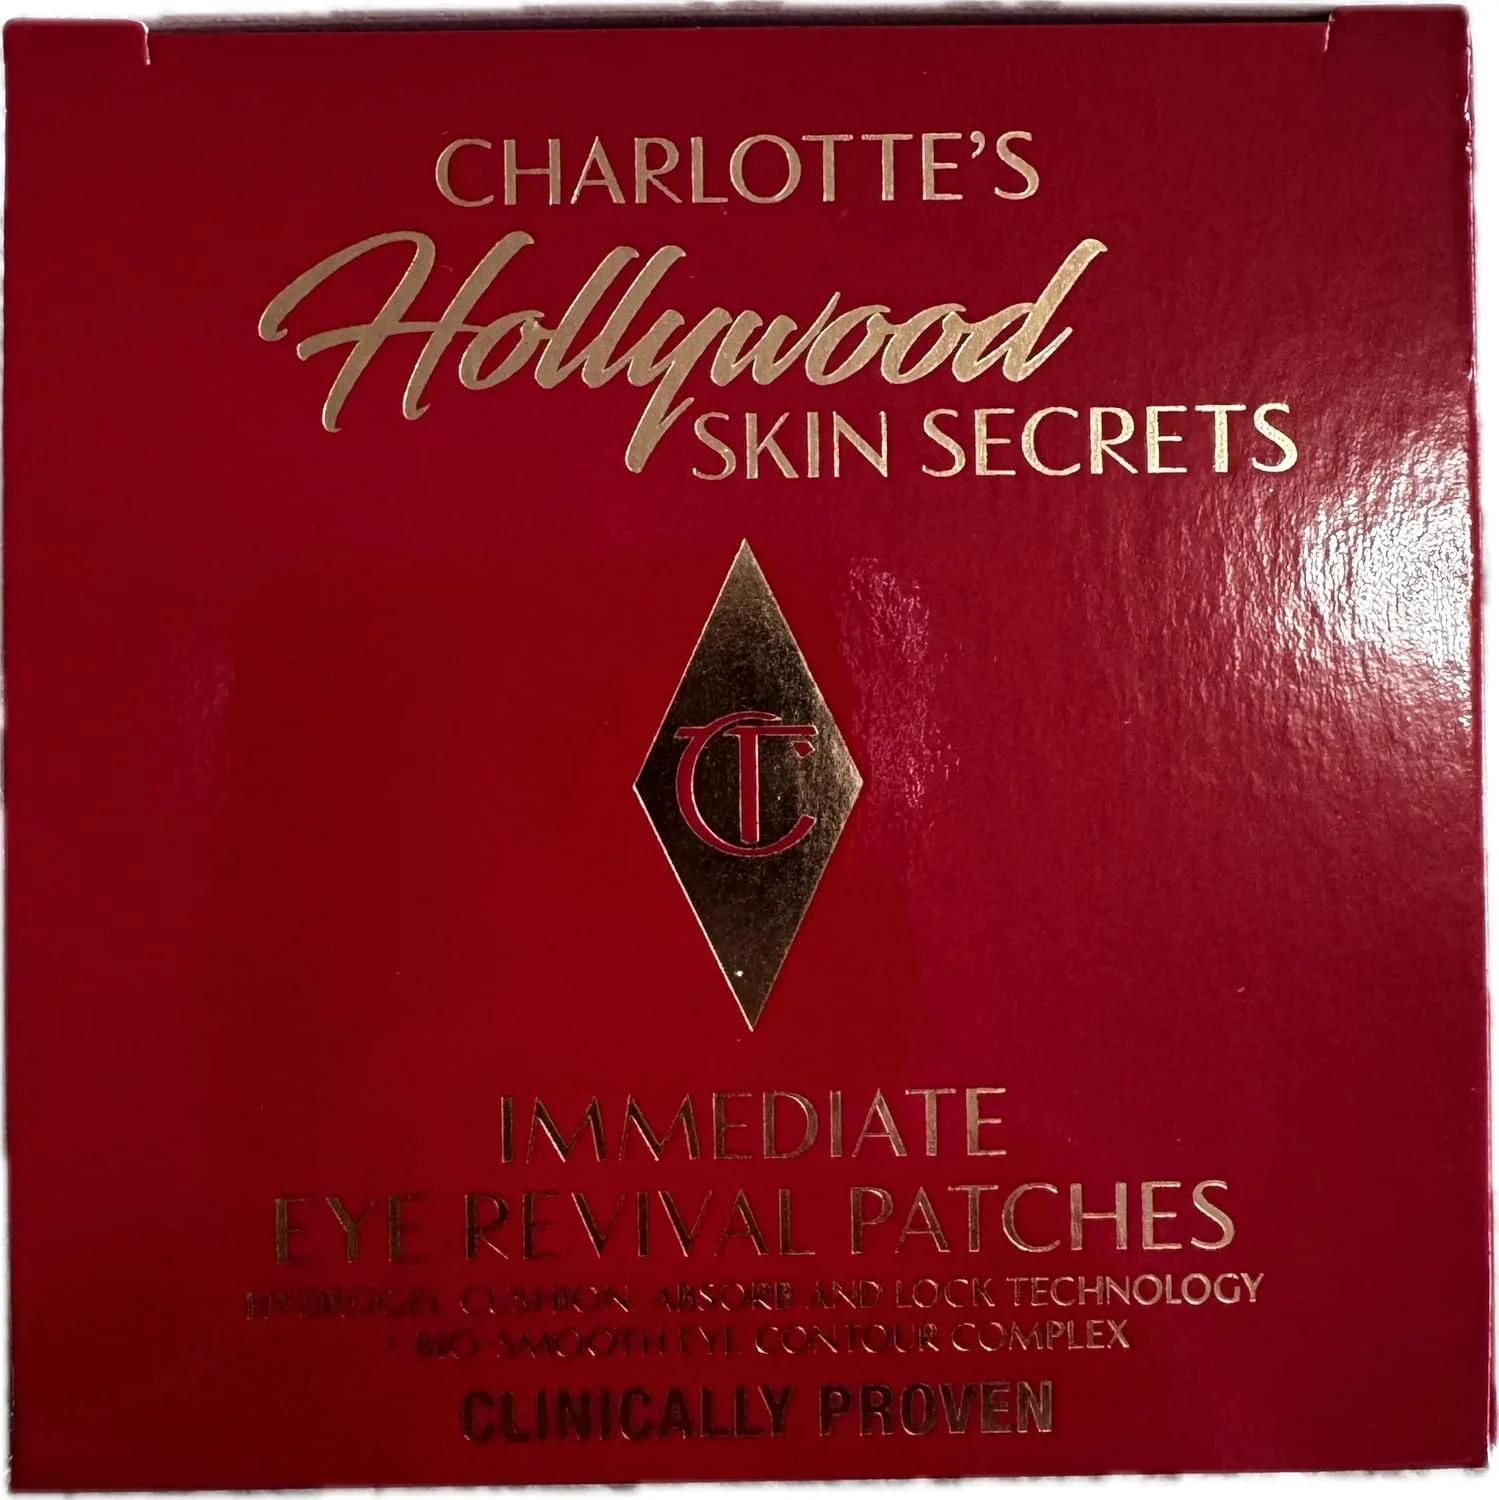 CHARLOTTE'S
Hollywood
SKIN SECRETS
CT
IMMEDIATE
EYE REVIVAL PATCHES
HYDROGEL CUSHION, ABSORB AND LOCK TECHNOLOGY
+ BIO-SMOOTH EYE CONTOUR COMPLEX
CLINICALLY PROVEN